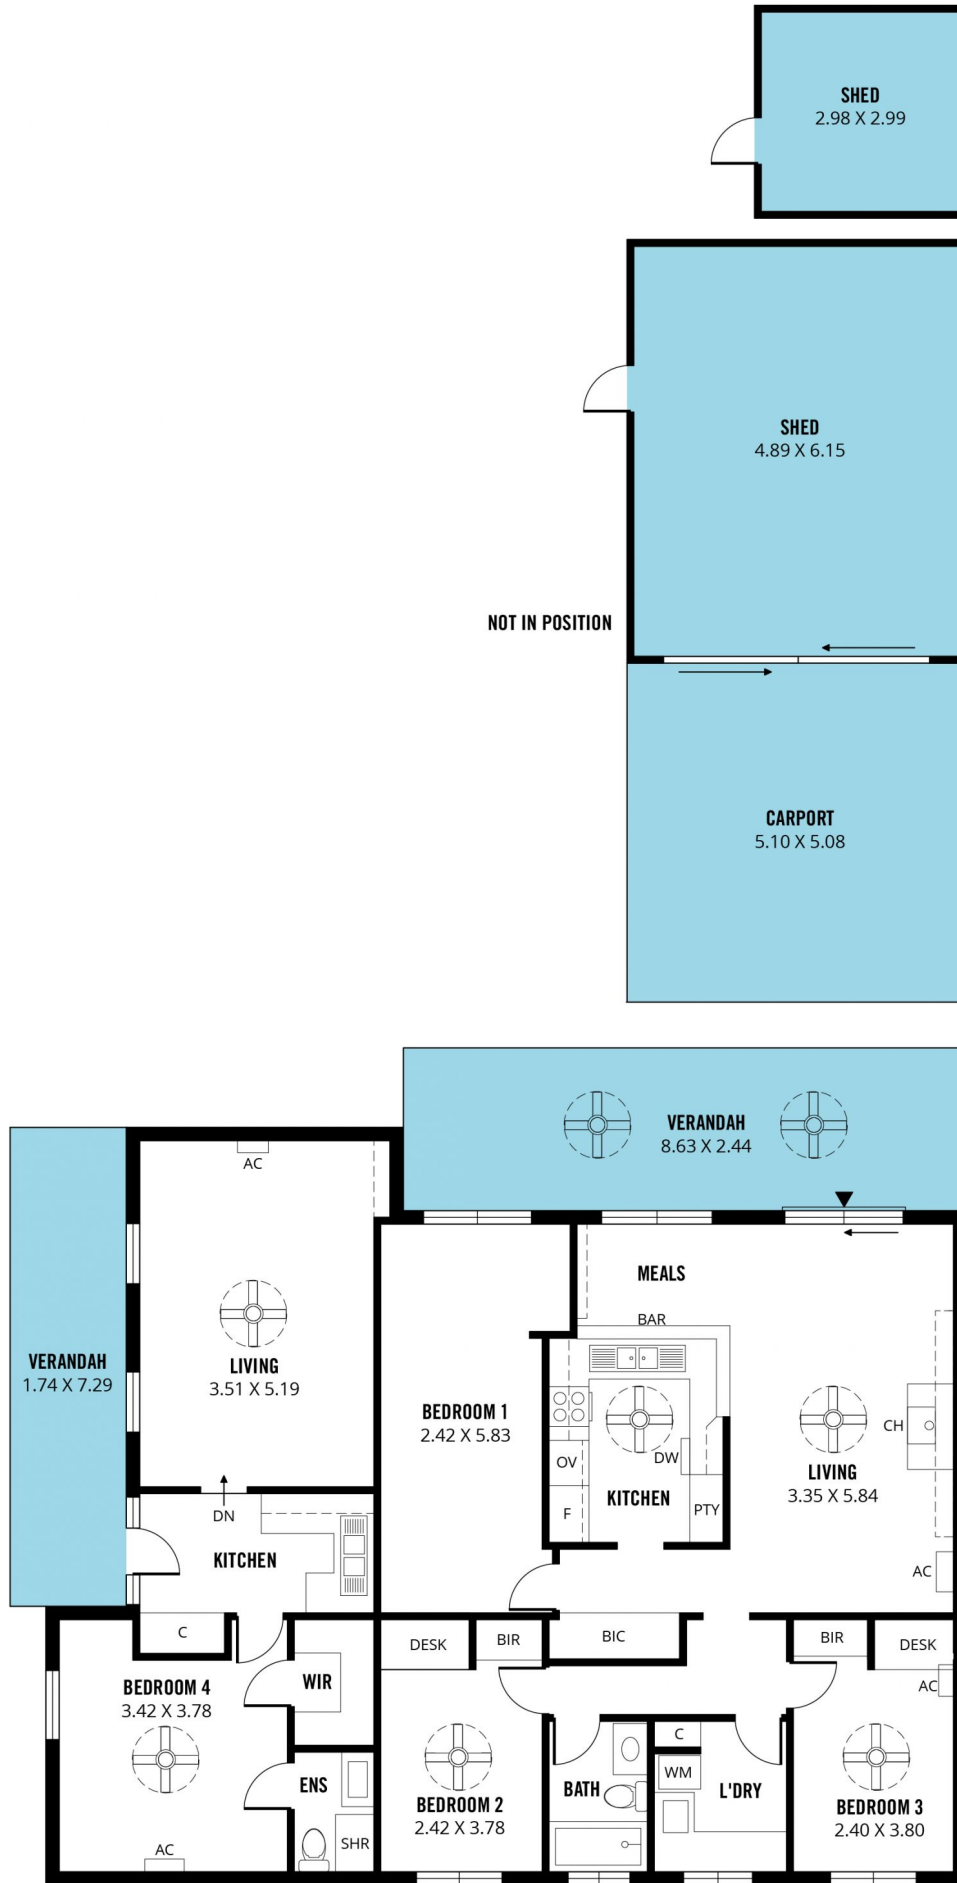 SHED
2.98 X 2.99
SHED
4.89 X 6.15
NOT IN POSITION
CARPORT
5.10 X 5.08
VERANDAH
8.63 X 2.44
AC
VERANDAH
1.74 X 7.29
LIVING
3.51 X 5.19
DN
KITCHEN
C
BEDROOM 1
2.42 X 5.83
MEALS
BAR
OV
DW
F
KITCHEN
PTY
LIVING
3.35 X 5.84
CH
AC
BEDROOM 4
3.42 X 3.78
WIR
ENS
SHR
AC
DESK
BIR
BIC
BEDROOM 2
2.42 X 3.78
BATH
C
WM
L'DRY
BIR
DESK
AC
BEDROOM 3
2.40 X 3.80